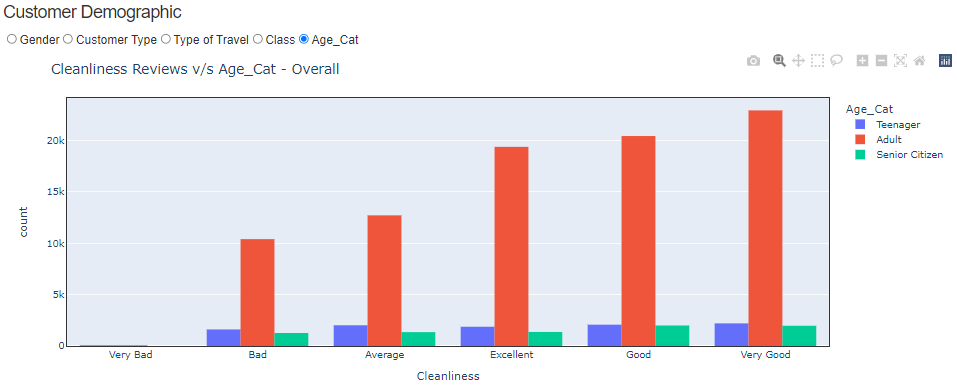 Customer Demographic
Gender Customer Type Type of Travel Class Age_Cat
Cleanliness Reviews v/s Age_Cat - Overall
Age_Cat
Teenager
Adult
Senior Citizen
20k
15k
10k
5k
0
count
Very Bad Bad Average Excellent Good Very Good
Cleanliness